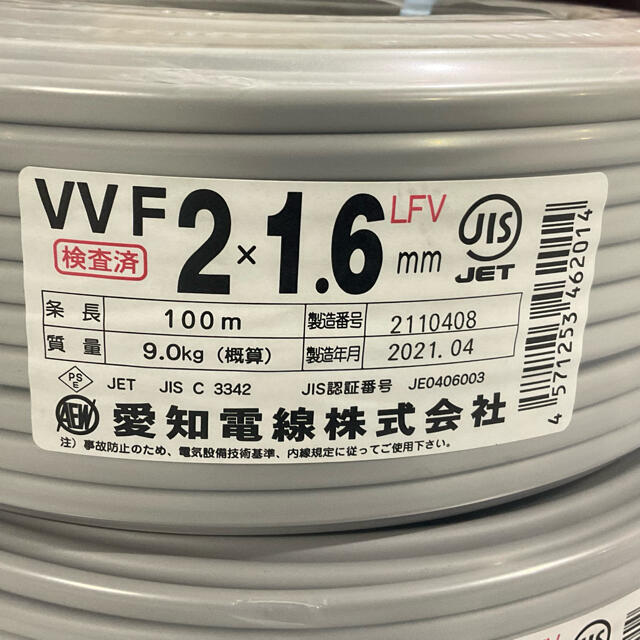 VVF 2×1.6 mm LFV
検査済
JIS
JET
条長 100m 製造番号 2110408
質量 9.0kg (概算) 製造年月 2021.04
PSE JET JIS C 3342 JIS認証番号 JE0406003
AEW 愛知電線株式会社
注) 事故防止のため、電気設備技術基準、内線規定に従ってご使用下さい。
4571253462014